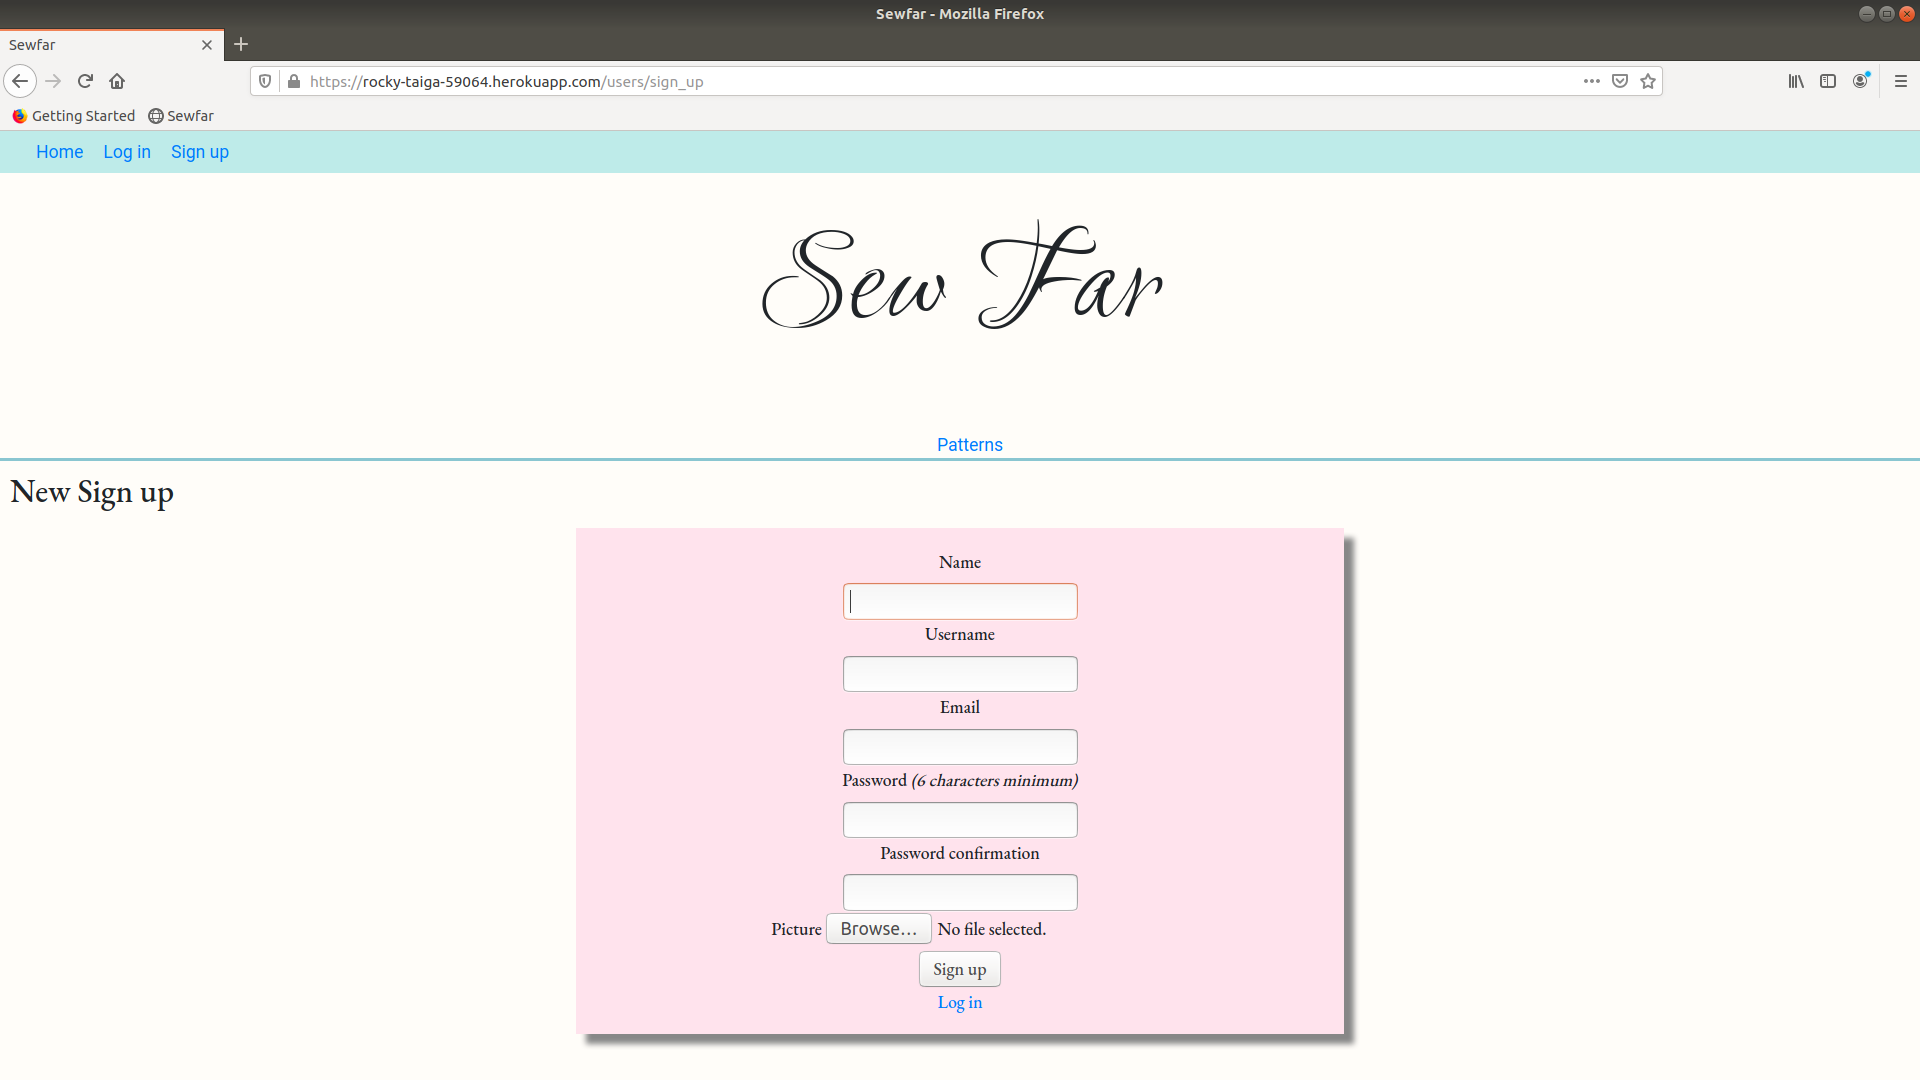 Sewfar - Mozilla Firefox
Sewfar
https://rocky-taiga-59064.herokuapp.com/users/sign_up
Getting Started Sewfar
Home Log in Sign up
Sew Far
Patterns
New Sign up
Name
Username
Email
Password (6 characters minimum)
Password confirmation
Picture Browse... No file selected.
Sign up
Log in